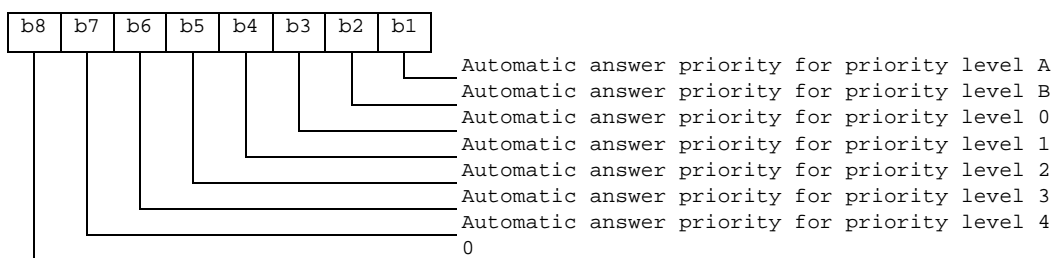 b8 b7 b6 b5 b4 b3 b2 b1
Automatic answer priority for priority level A
Automatic answer priority for priority level B
Automatic answer priority for priority level 0
Automatic answer priority for priority level 1
Automatic answer priority for priority level 2
Automatic answer priority for priority level 3
Automatic answer priority for priority level 4
0